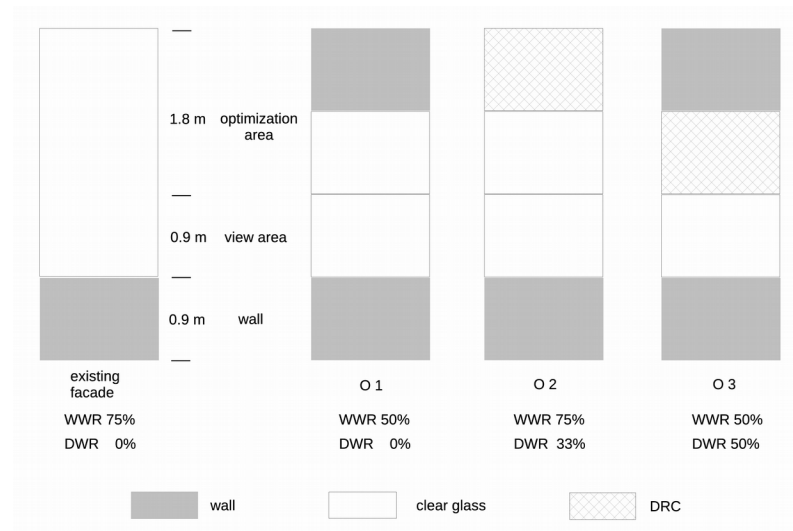 1.8 m optimization
area
0.9 m view area
0.9 m wall
existing
facade
WWR 75%
DWR 0%
O 1
WWR 50%
DWR 0%
O 2
WWR 75%
DWR 33%
O 3
WWR 50%
DWR 50%
wall
clear glass
DRC